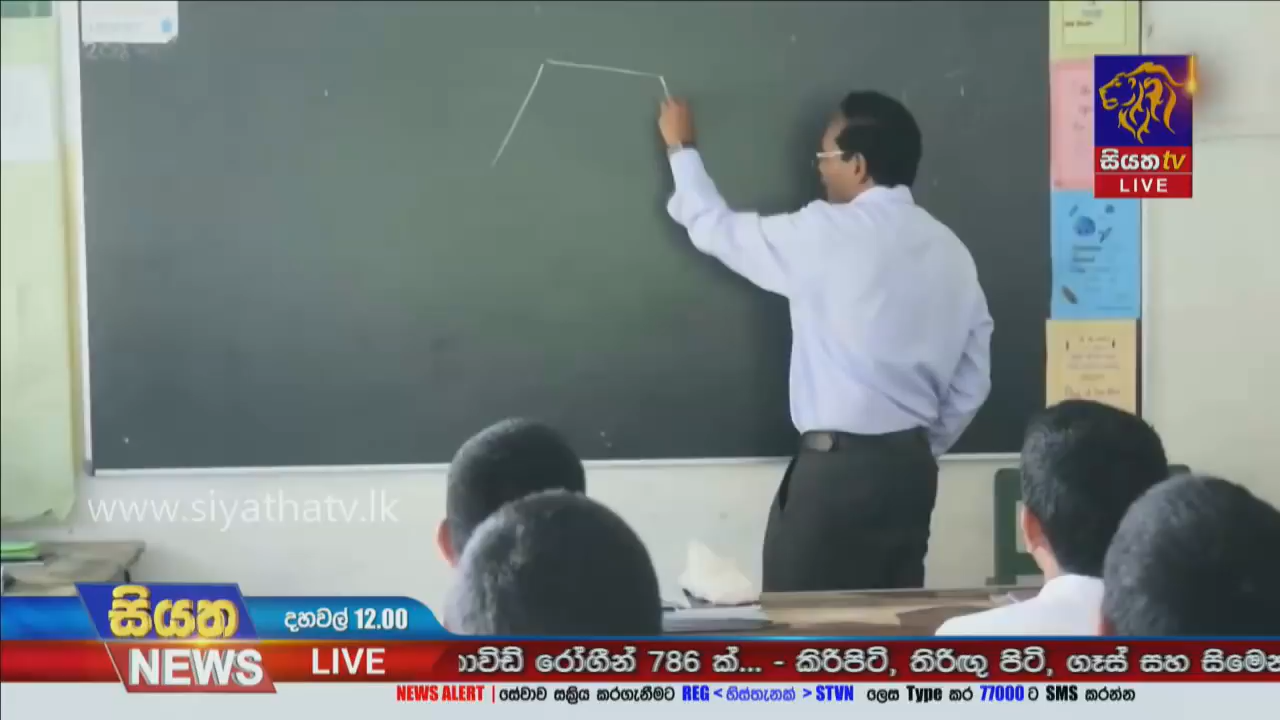 සියත tv
LIVE
www.siyathatv.lk
සියත
දහවල් 12.00
NEWS
LIVE
රෝගීන් 786 ක්... - කිරිපිටි, තිරිඟු පිටි, ගෑස් සහ සිමෙන්
NEWS ALERT | සේවාව සක්‍රිය කරගැනීමට REG < හිස්තැනක් > STVN ලෙස Type කර 77000 ට SMS කරන්න